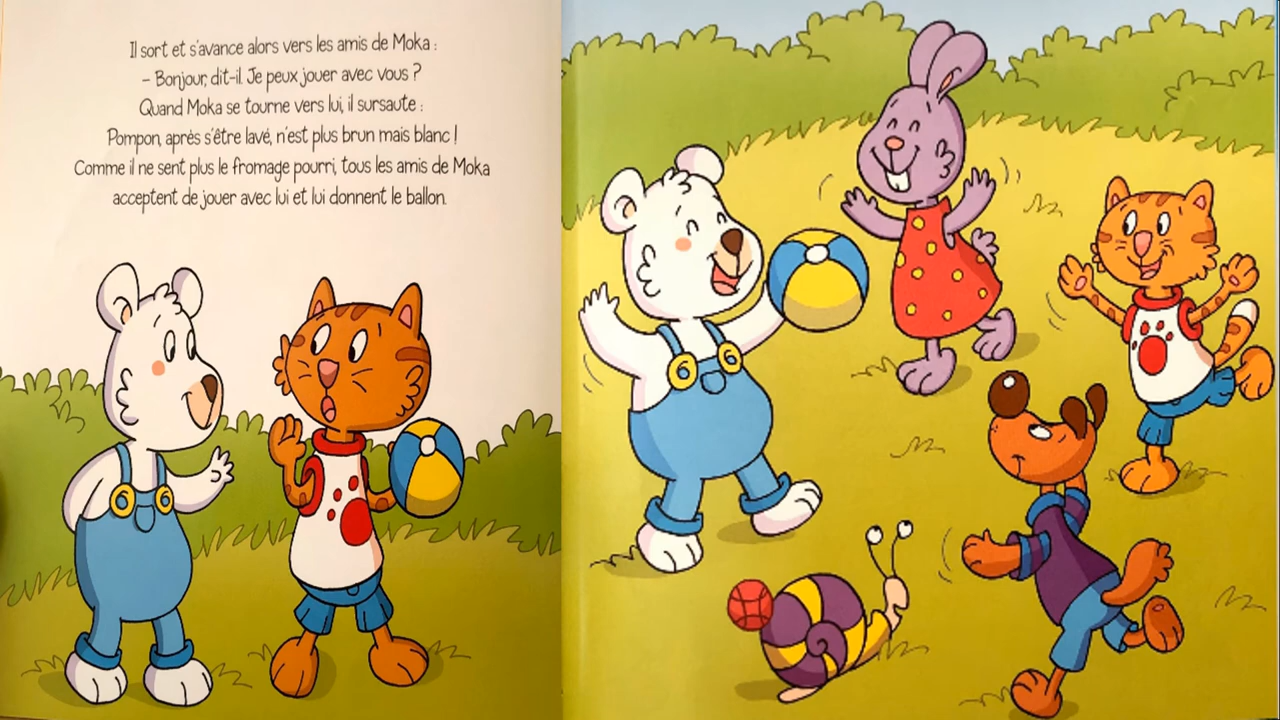 Il sort et s'avance alors vers les amis de Moka :
– Bonjour, dit-il. Je peux jouer avec vous ?
Quand Moka se tourne vers lui, il sursaute :
Pompon, après s'être lavé, n'est plus brun mais blanc !
Comme il ne sent plus le fromage pourri, tous les amis de Moka
acceptent de jouer avec lui et lui donnent le ballon.